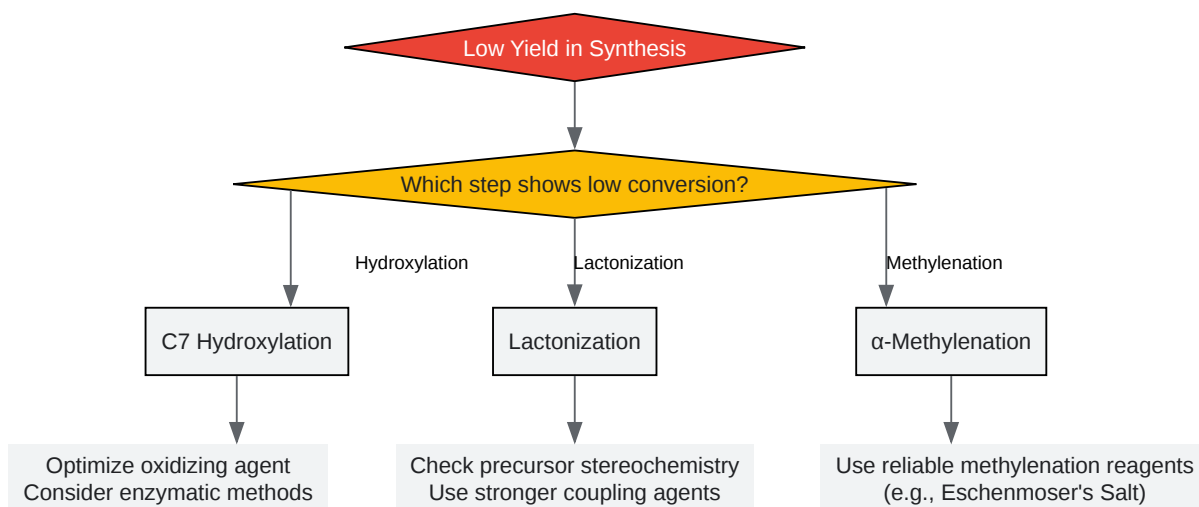 Low Yield in Synthesis
Which step shows low conversion?
Hydroxylation
Lactonization
Methylenation
C7 Hydroxylation
Lactonization
α-Methylenation
Optimize oxidizing agent
Consider enzymatic methods
Check precursor stereochemistry
Use stronger coupling agents
Use reliable methylenation reagents
(e.g., Eschenmoser's Salt)